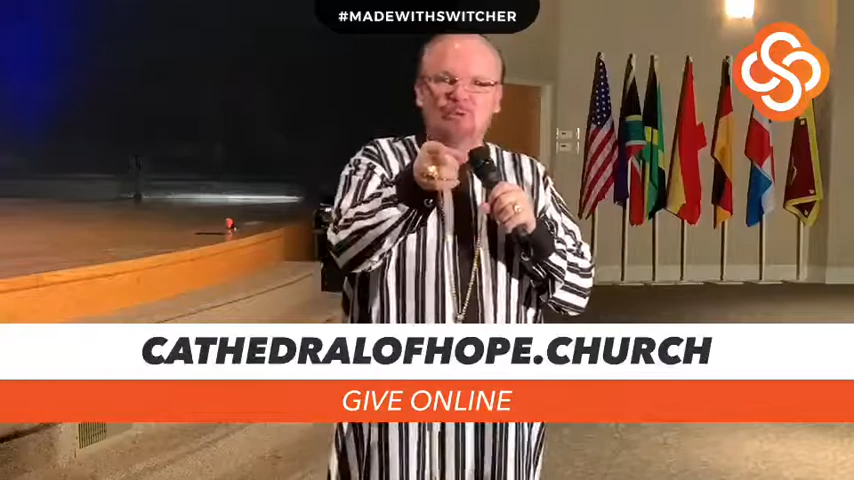 #MADEWITHSWITCHER
CATHEDRALOFHOPE.CHURCH
GIVE ONLINE